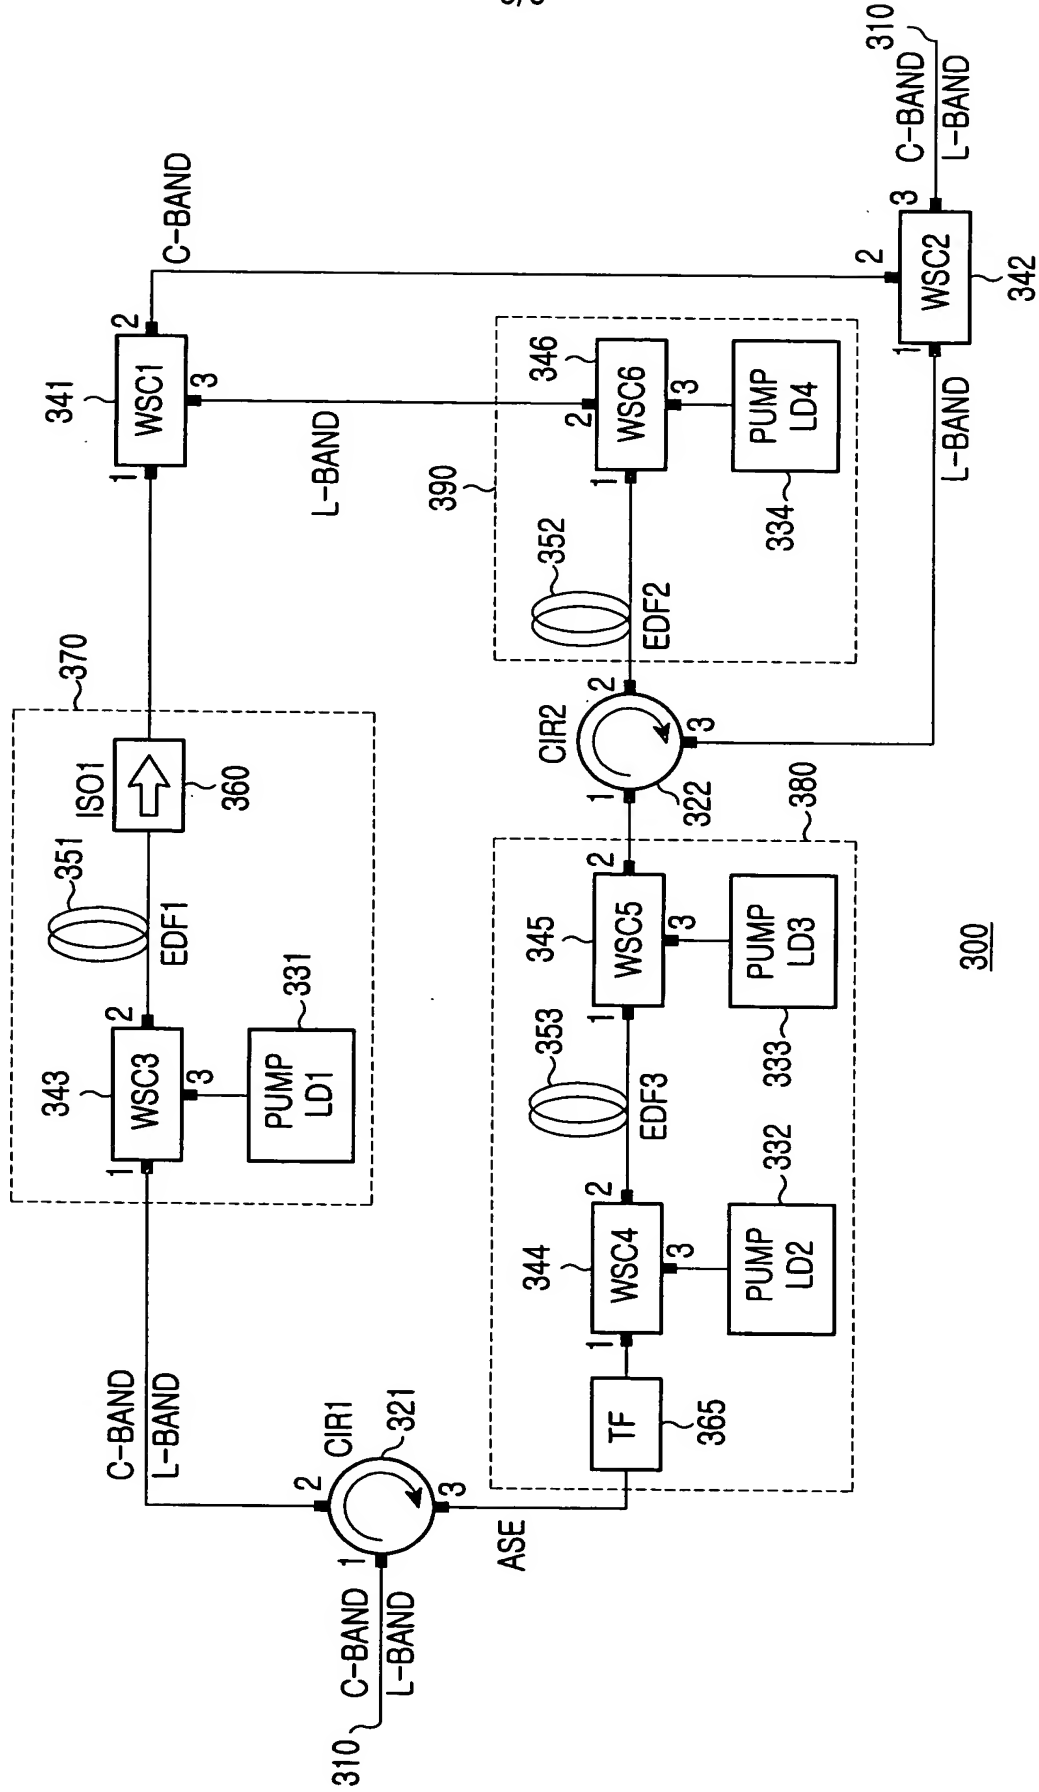 310
C-BAND
L-BAND
1
CIR1
321
2
3
ASE
C-BAND
L-BAND
370
343
1
WSC3
2
3
PUMP
LD1
331
351
EDF1
ISO1
360
341
1
WSC1
2
3
C-BAND
L-BAND
380
TF
365
344
1
WSC4
2
3
PUMP
LD2
332
353
EDF3
345
1
WSC5
2
3
PUMP
LD3
333
CIR2
1
2
3
322
390
352
EDF2
346
1
2
WSC6
3
PUMP
LD4
334
L-BAND
1
2
3
WSC2
342
C-BAND
L-BAND
310
300